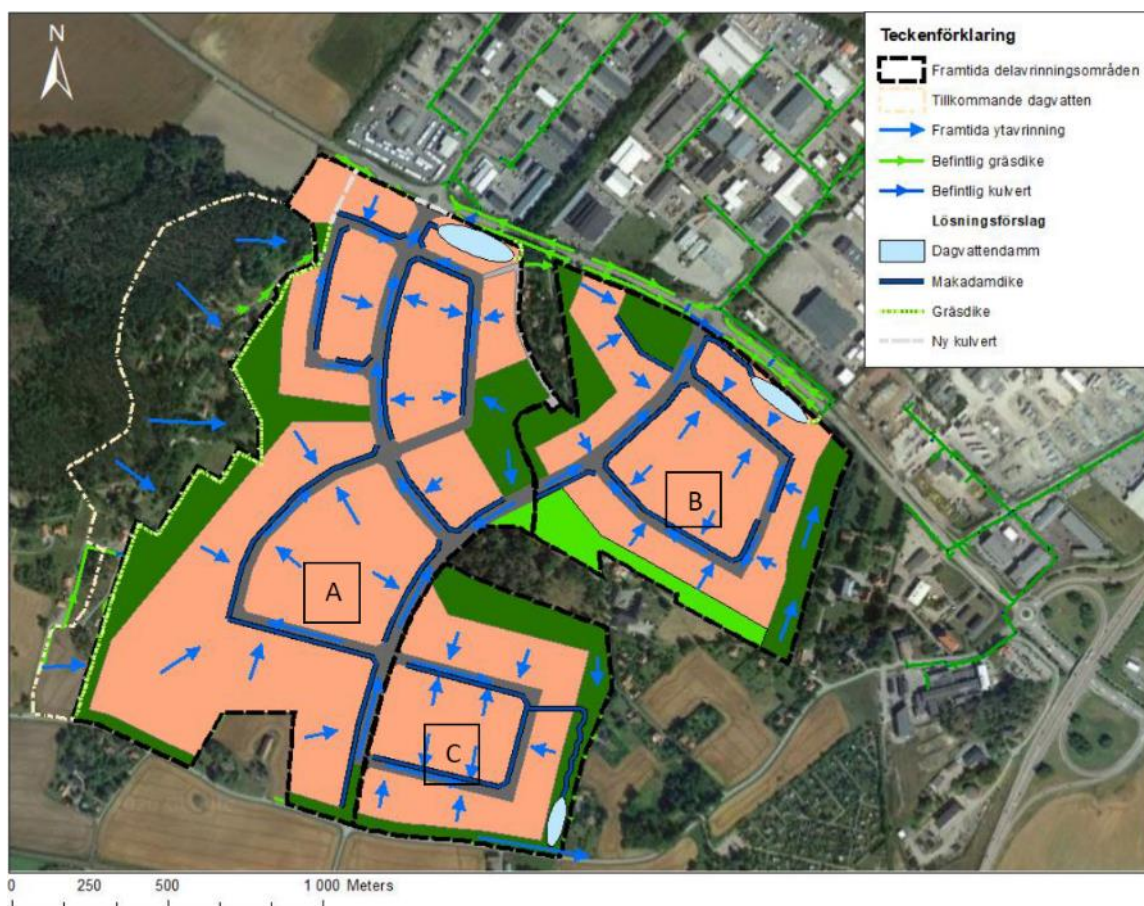 N
Teckenförklaring
Framtida delavrinningsområden
Tillkommande dagvatten
Framtida ytavrinning
Befintlig gräsdike
Befintlig kulvert
Lösningsförslag
Dagvattendamm
Makadamdike
Gräsdike
Ny kulvert
A
B
C
0 250 500 1 000 Meters